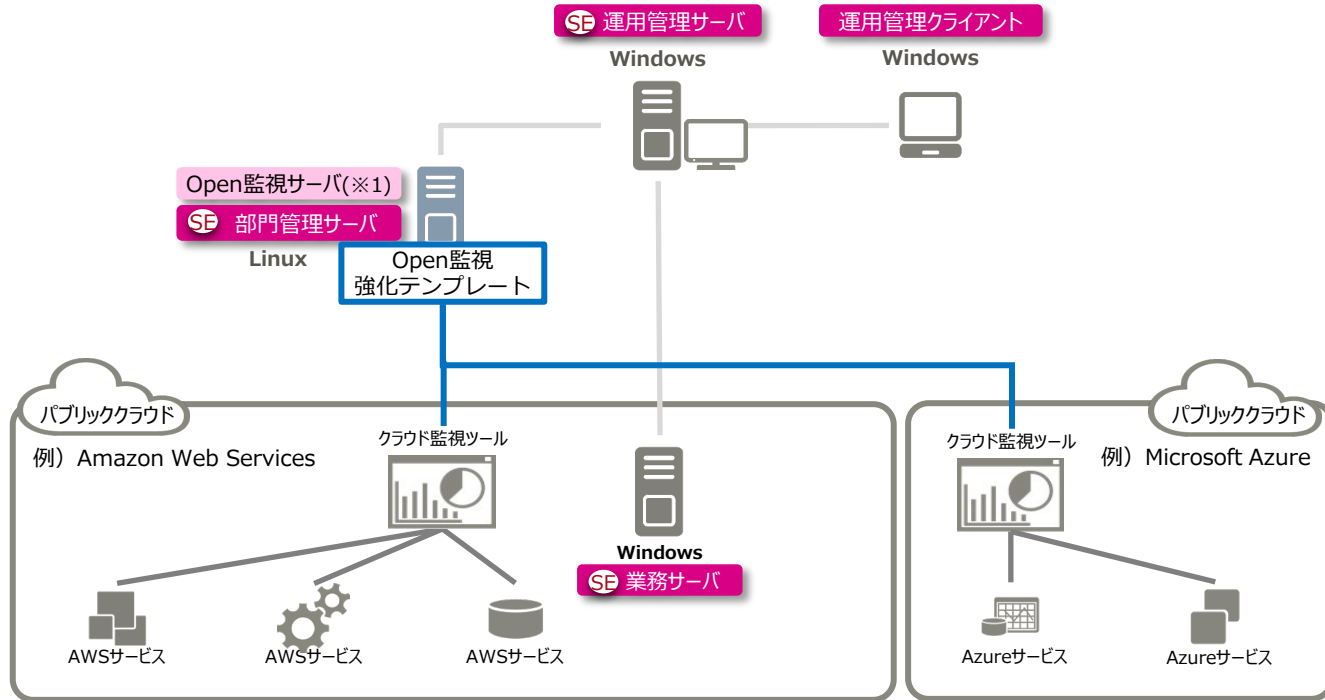 SE 運用管理サーバ
運用管理クライアント
Windows
Windows
Open監視サーバ(※1)
SE 部門管理サーバ
Linux
Open監視
強化テンプレート
パブリッククラウド
パブリッククラウド
例）Amazon Web Services
クラウド監視ツール
クラウド監視ツール
例）Microsoft Azure
Windows
SE 業務サーバ
AWSサービス
AWSサービス
AWSサービス
Azureサービス
Azureサービス